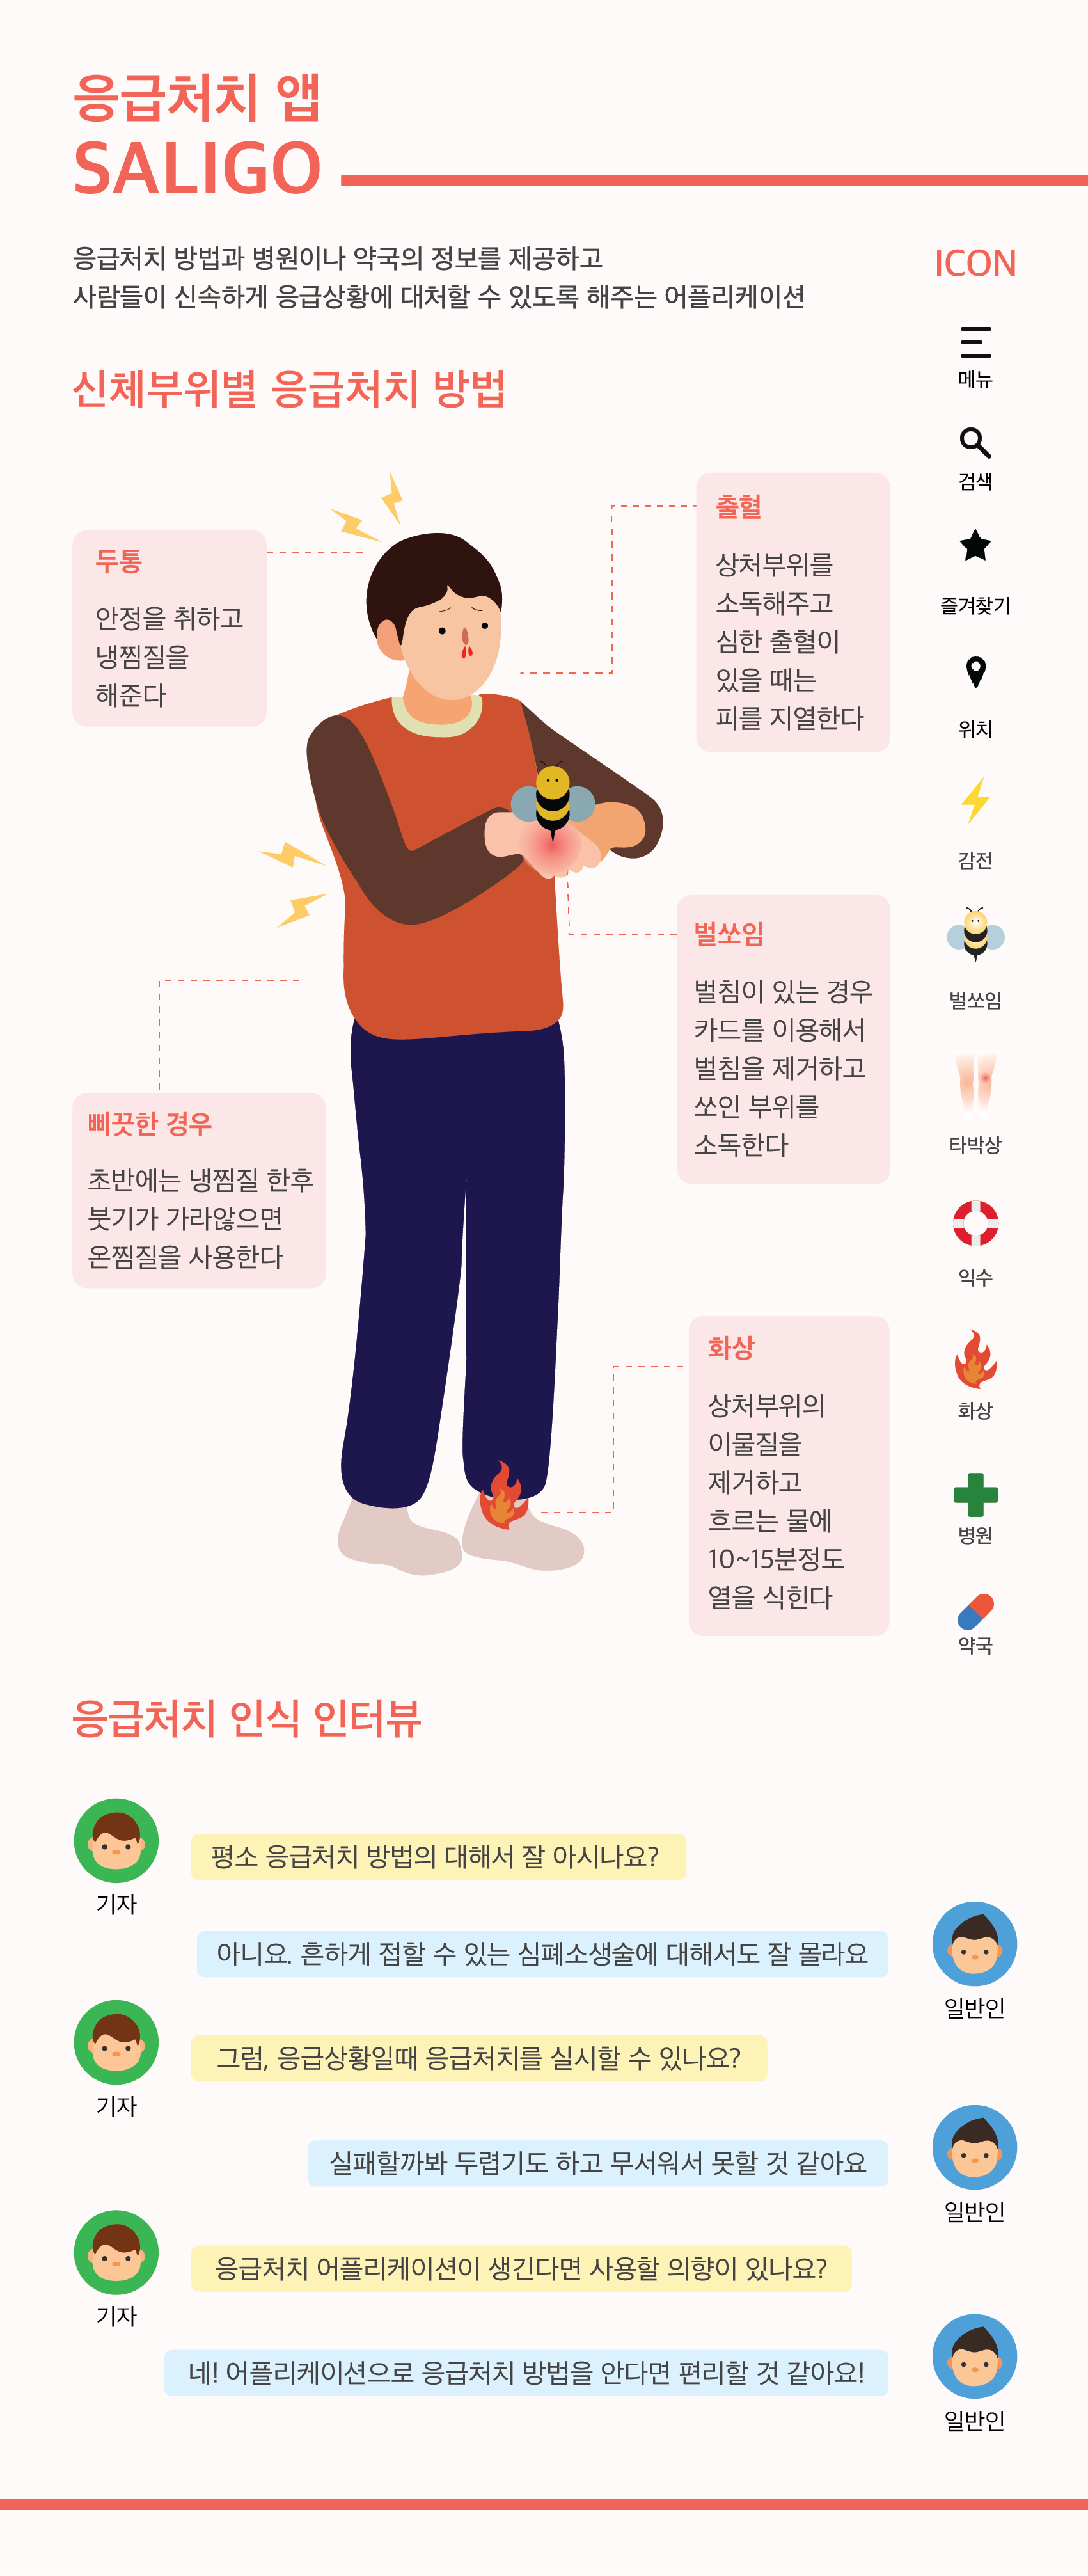 응급처치 앱
SALIGO
응급처치 방법과 병원이나 약국의 정보를 제공하고
사람들이 신속하게 응급상황에 대처할 수 있도록 해주는 어플리케이션
신체부위별 응급처치 방법
두통
안정을 취하고
냉찜질을
해준다
출혈
상처부위를
소독해주고
심한 출혈이
있을 때는
피를 지열한다
벌쏘임
벌침이 있는 경우
카드를 이용해서
벌침을 제거하고
쏘인 부위를
소독한다
삐끗한 경우
초반에는 냉찜질 한후
붓기가 가라않으면
온찜질을 사용한다
화상
상처부위의
이물질을
제거하고
흐르는 물에
10~15분정도
열을 식힌다
ICON
메뉴
검색
즐겨찾기
위치
감전
벌쏘임
타박상
익수
화상
병원
약국
응급처치 인식 인터뷰
평소 응급처치 방법의 대해서 잘 아시나요?
기자
아니요. 흔하게 접할 수 있는 심폐소생술에 대해서도 잘 몰라요
일반인
그럼, 응급상황일때 응급처치를 실시할 수 있나요?
기자
실패할까봐 두렵기도 하고 무서워서 못할 것 같아요
일반인
응급처치 어플리케이션이 생긴다면 사용할 의향이 있나요?
기자
네! 어플리케이션으로 응급처치 방법을 안다면 편리할 것 같아요!
일반인